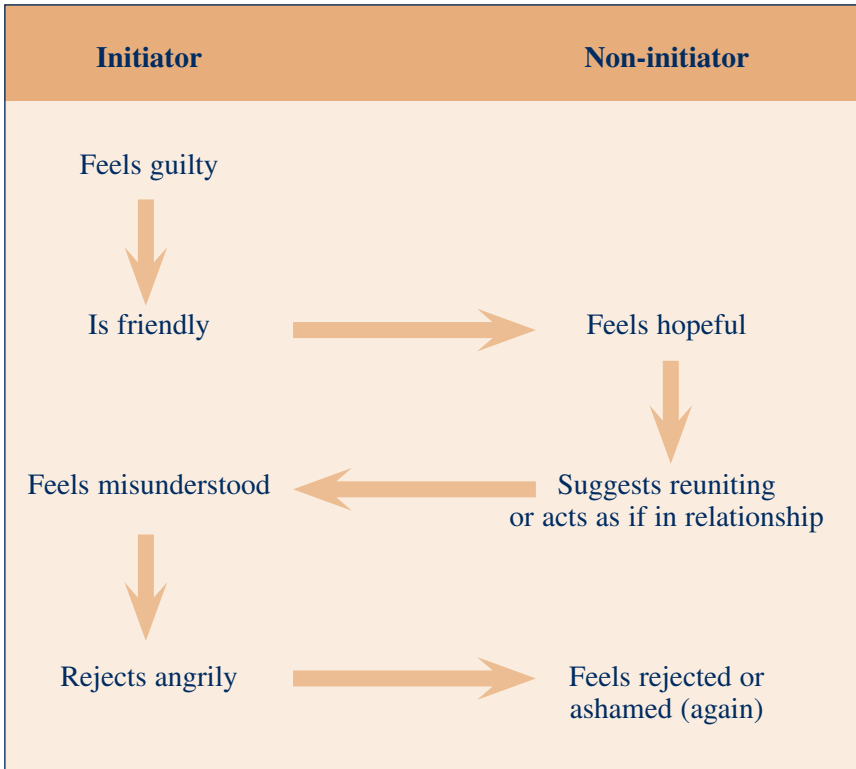 Initiator
Non-initiator
Feels guilty
Is friendly
Feels hopeful
Feels misunderstood
Suggests reuniting
or acts as if in relationship
Rejects angrily
Feels rejected or
ashamed (again)